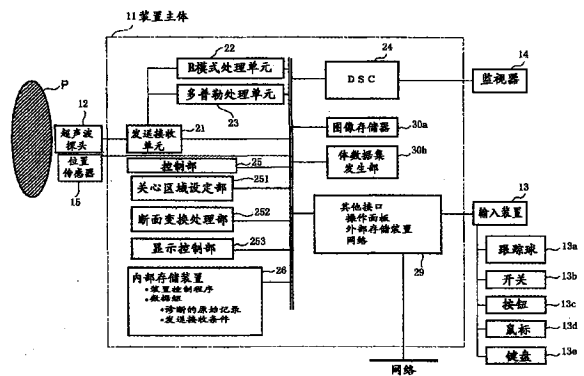 11 装置主体
P
12
超声波
探头
位置
传感器
15
22
B模式处理单元
多普勒处理单元
23
发送接收
单元
21
控制部
25
关心区域设定部
251
断面变换处理部
252
显示控制部
253
内部存储装置
26
•装置控制程序
•数据组
•诊断的原始记录
•发送接收条件
24
DSC
图像存储器
30a
体数据集
发生部
30b
其他接口
操作面板
外部存储装置
网络
29
网络
14
监视器
13
输入装置
跟踪球
13a
开关
13b
按钮
13c
鼠标
13d
键盘
13e